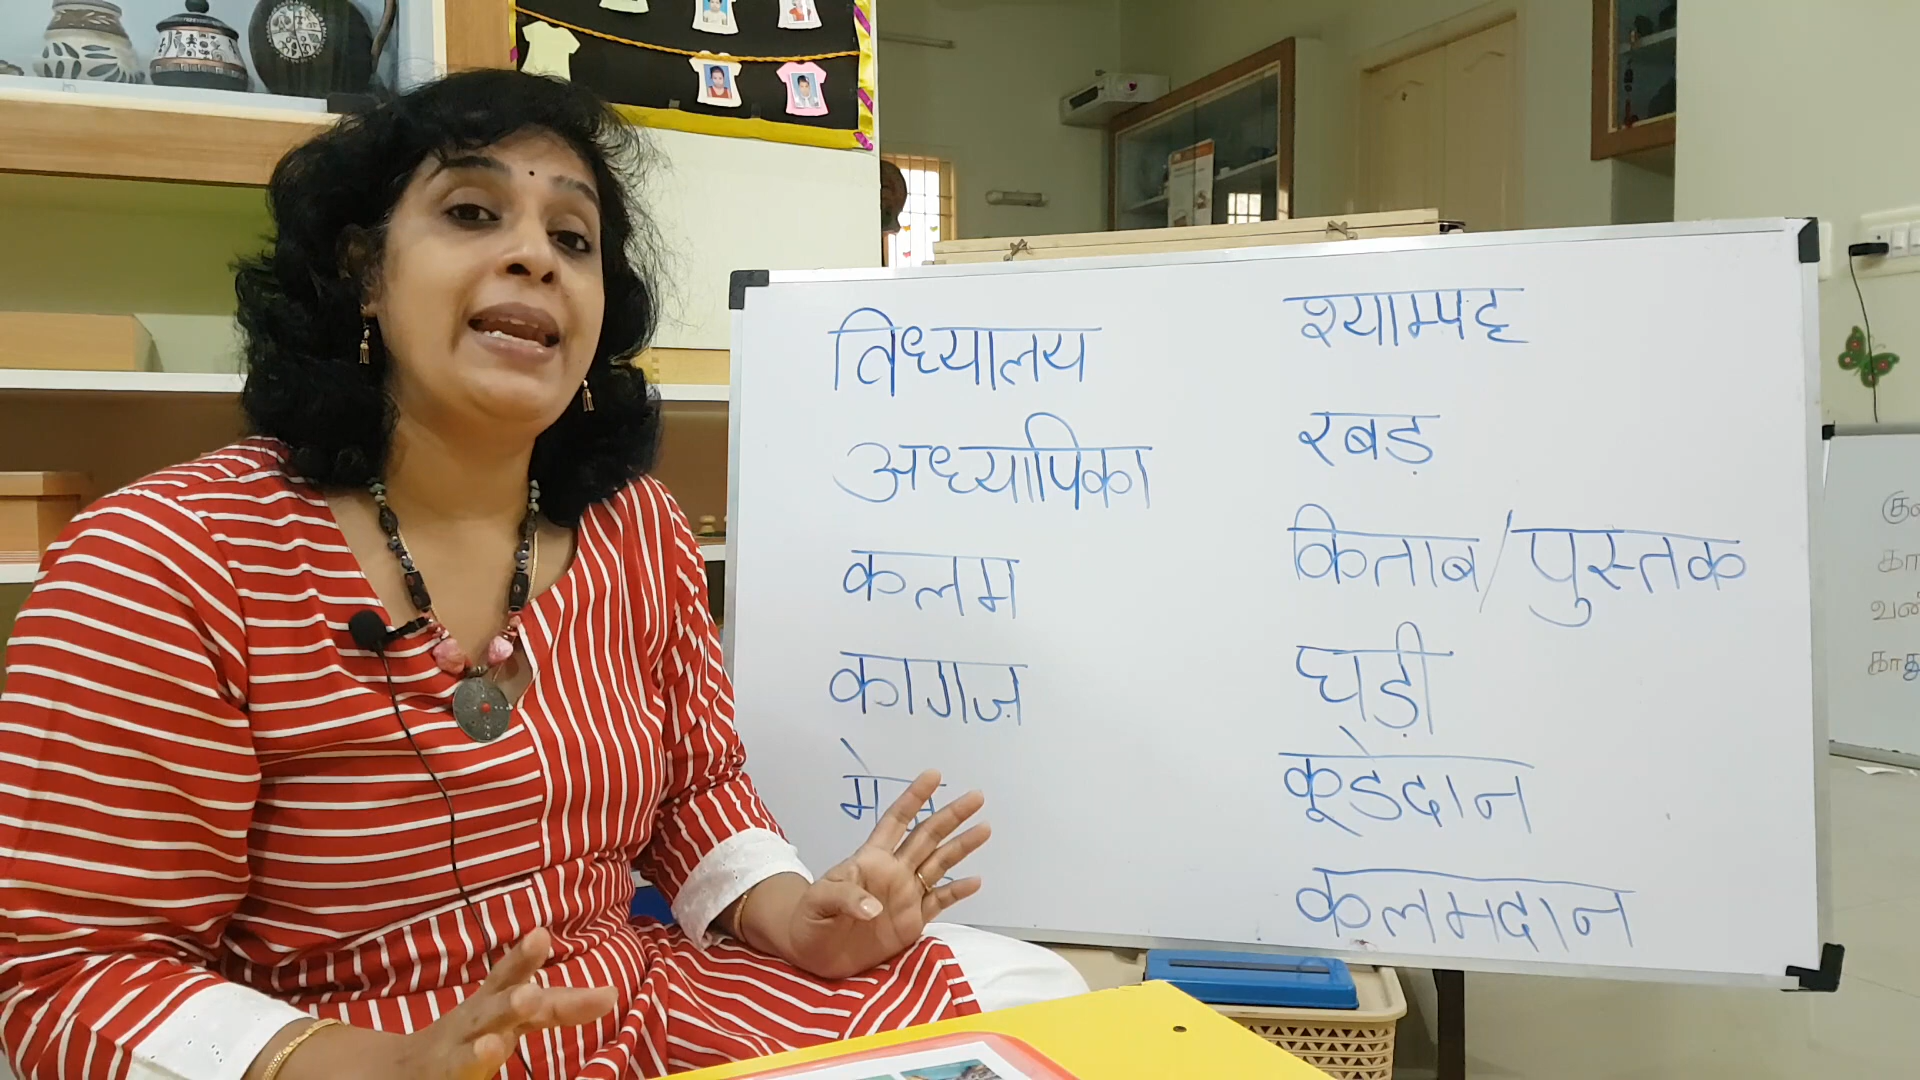 विध्यालय
अध्यापिका
कलम
कागज़
मे
श्यामपट्ट
रबड़
किताब/पुस्तक
घड़ी
कूडेदान
कलमदान